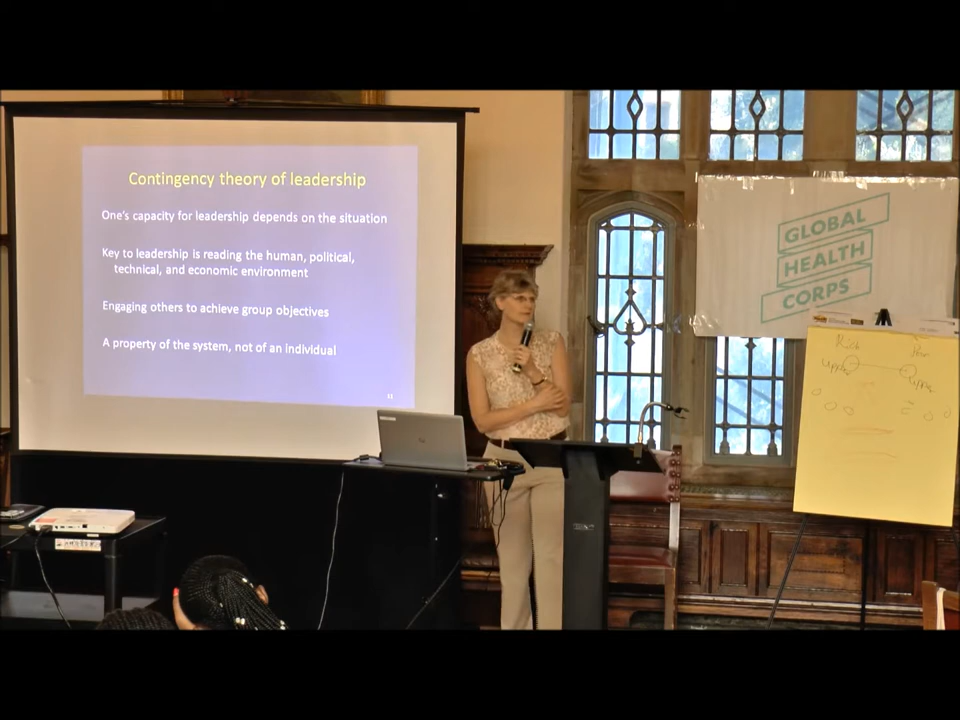 Contingency theory of leadership
One's capacity for leadership depends on the situation
Key to leadership is reading the human, political,
technical, and economic environment
Engaging others to achieve group objectives
A property of the system, not of an individual
11
GLOBAL
HEALTH
CORPS
Rich